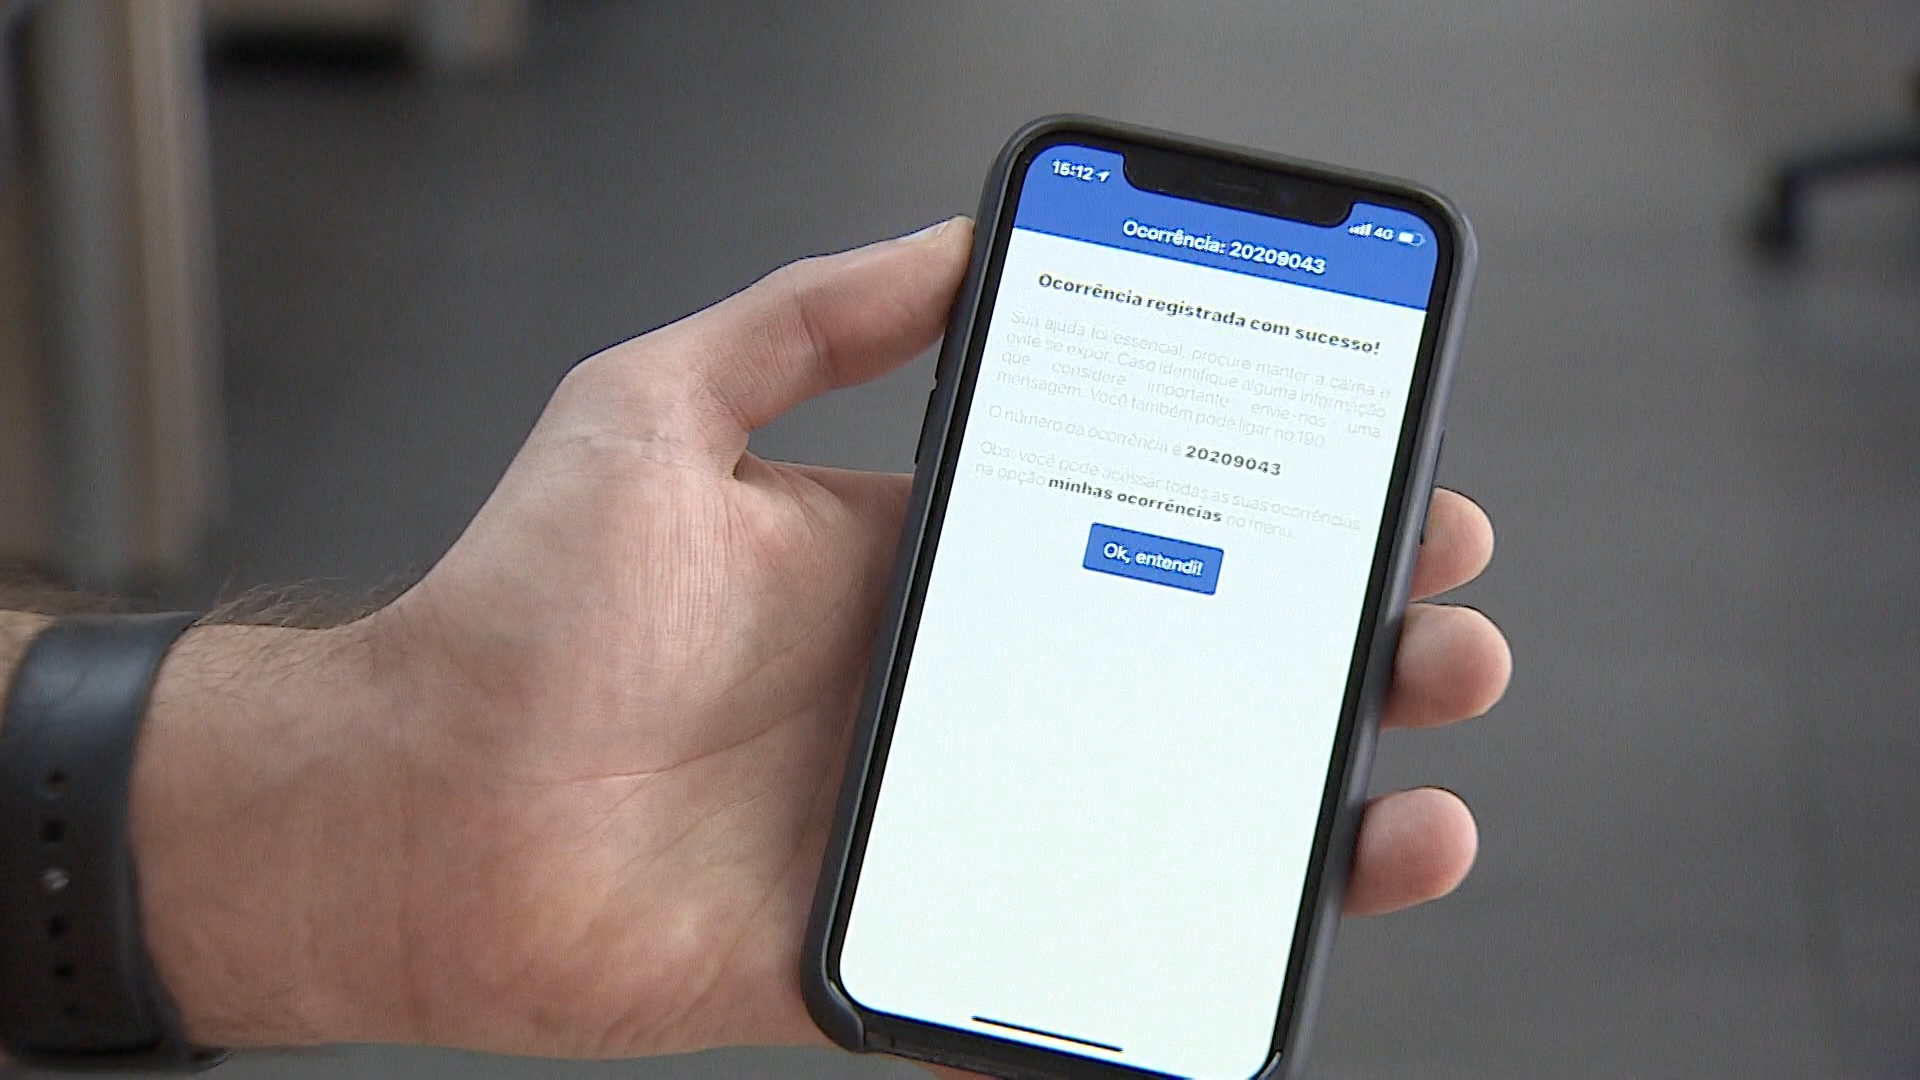 16:12
4G
Ocorrência: 20209043
Ocorrência registrada com sucesso!
Sua ajuda foi essencial, procure manter a calma e
evite se expor. Caso identifique alguma informação
que considere importante envie-nos uma
mensagem. Você também pode ligar no 190.
O número da ocorrência é 20209043
Obs: você pode acessar todas as suas ocorrências
na opção minhas ocorrências no menu.
Ok, entendi!